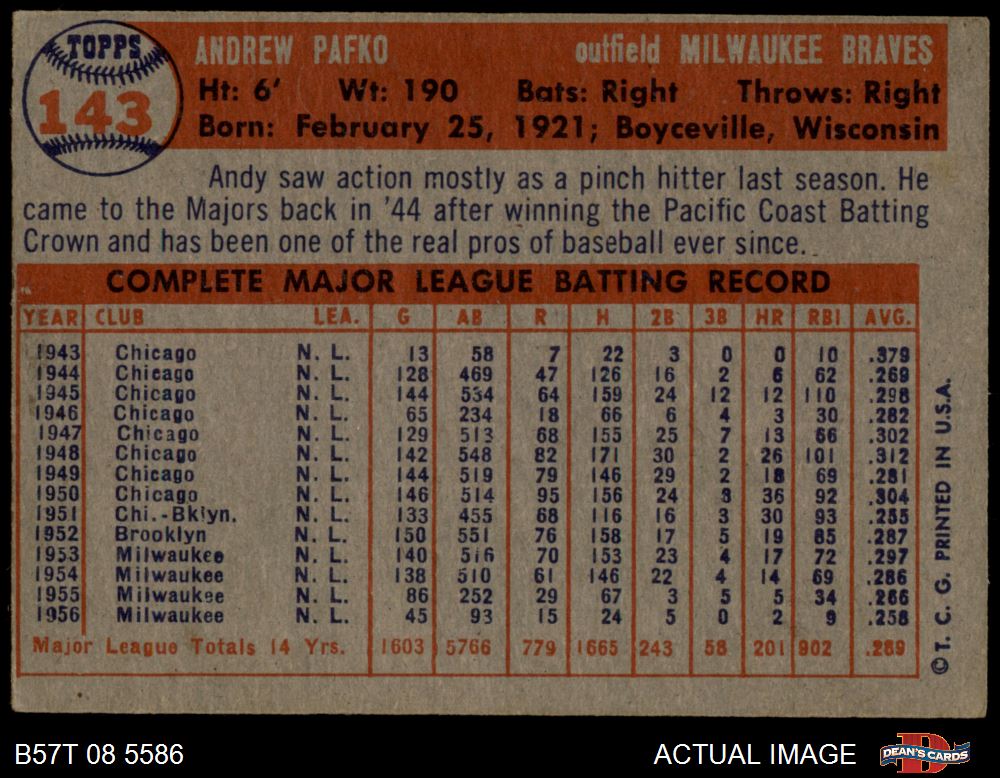 TOPPS
143
ANDREW PAFKO outfield MILWAUKEE BRAVES
Ht: 6' Wt: 190 Bats: Right Throws: Right
Born: February 25, 1921; Boyceville, Wisconsin
Andy saw action mostly as a pinch hitter last season. He
came to the Majors back in '44 after winning the Pacific Coast Batting
Crown and has been one of the real pros of baseball ever since.
COMPLETE MAJOR LEAGUE BATTING RECORD
YEAR CLUB LEA. G AB R H 2B 3B HR RBI AVG.
1943 Chicago N. L. 13 58 7 22 3 0 0 10 .379
1944 Chicago N. L. 128 469 47 126 16 2 6 62 .269
1945 Chicago N. L. 144 534 64 159 24 12 12 110 .298
1946 Chicago N. L. 65 234 18 66 6 4 3 30 .282
1947 Chicago N. L. 129 513 68 155 25 7 13 66 .302
1948 Chicago N. L. 142 548 82 171 30 2 26 101 .312
1949 Chicago N. L. 144 519 79 146 29 2 18 69 .281
1950 Chicago N. L. 146 514 95 156 24 3 36 92 .304
1951 Chi.-Bklyn. N. L. 133 455 68 116 16 3 30 93 .255
1952 Brooklyn N. L. 150 551 76 158 17 5 19 85 .287
1953 Milwaukee N. L. 140 516 70 153 23 4 17 72 .297
1954 Milwaukee N. L. 138 510 61 146 22 4 14 69 .286
1955 Milwaukee N. L. 86 252 29 67 3 5 5 34 .266
1956 Milwaukee N. L. 45 93 15 24 5 0 2 9 .258
Major League Totals 14 Yrs. 1603 5766 779 1665 243 58 201 902 .289
©T. C. G. PRINTED IN U.S.A.
B57T 08 5586 ACTUAL IMAGE DEAN'S CARDS